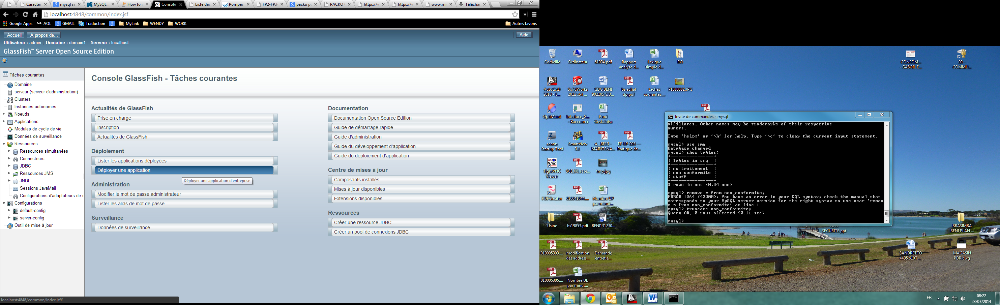 Caracter
mysql se
MySQL :
How to i
Console
Liste des
Pompes
FP2-FP3
packo p
PACKO
https://w
https://w
www.mi
Téléchar
localhost:4848/common/index.jsf
Google Apps
Aol. AOL
GMAIL
Traduction
MyLink
WENDY
WORK
Autres favoris
Accueil
A propos de...
Aide
Utilisateur : admin
Domaine : domain1
Serveur : localhost
GlassFish™ Server Open Source Edition
Tâches courantes
Domaine
serveur (serveur d'administration)
Clusters
Instances autonomes
Noeuds
Applications
Modules de cycle de vie
Données de surveillance
Ressources
Ressources simultanées
Connecteurs
JDBC
Ressources JMS
JNDI
Sessions JavaMail
Configurations d'adaptateurs de r
Configurations
default-config
server-config
Outil de mise à jour
localhost:4848/common/index.jsf#
Console GlassFish - Tâches courantes
Actualités de GlassFish
Prise en charge
Inscription
Actualités de GlassFish
Déploiement
Lister les applications déployées
Déployer une application
Déployer une application d'entreprise
Administration
Modifier le mot de passe administrateur
Lister les alias de mot de passe
Surveillance
Données de surveillance
Documentation
Documentation Open Source Edition
Guide de démarrage rapide
Guide d'administration
Guide du développement d'application
Guide du déploiement d'application
Centre de mises à jour
Composants installés
Mises à jour disponibles
Extensions disponibles
Ressources
Créer une ressource JDBC
Créer un pool de connexions JDBC
Corbeille
Ordinateur
61034.pdf
Rapport
analyse d...
Lexique
simple d...
RO
CONSOM...
- GASOIL E...
00 -
COMMU...
AutoCAD
2013 - E...
SolidWorks
2012 x64 ...
CDC BENI
902105 SID...
bs achat
dp.pdf
taches
courantes....
P1030832.JPG
OptiMaint
Interface_G...
- Raccourci
Prod
Cristal.xlsx
zenon
Startup Tool
SmartView
3.1
A__BE13 -
MAINTENA...
TE-LP-003 —
Pratique de...
TightVNC
Viewer
SGE_08_rese...
tmp.jpg
PDFCreator
010041044....
Nombre UP
par minut...
Usine
bs19853.pdf
BENI131230...
010005303....
modification
des address...
Demande
entretie...
010005305....
Nombre UL
par minut...
Invite de commandes - mysql
affiliates. Other names may be trademarks of their respective
owners.
Type 'help;' or '\h' for help. Type '\c' to clear the current input statement.
mysql> use smq
Database changed
mysql> show tables;
+----------------+
| Tables_in_smq  |
+----------------+
| nc_traitement  |
| non_conformite |
| staff          |
+----------------+
3 rows in set (0.04 sec)
mysql> remove * from non_conformite;
ERROR 1064 (42000): You have an error in your SQL syntax; check the manual that
corresponds to your MySQL server version for the right syntax to use near 'remov
e * from non_conformite' at line 1
mysql> truncate non_conformite;
Query OK, 0 rows affected (0.11 sec)
mysql>
SECURITE.ppt
BRASIMBA
BENI PLAN ...
SANDRETTO
4435 610T ...
MAGASIN
PDR.dwg
FR
08:22
28/07/2014